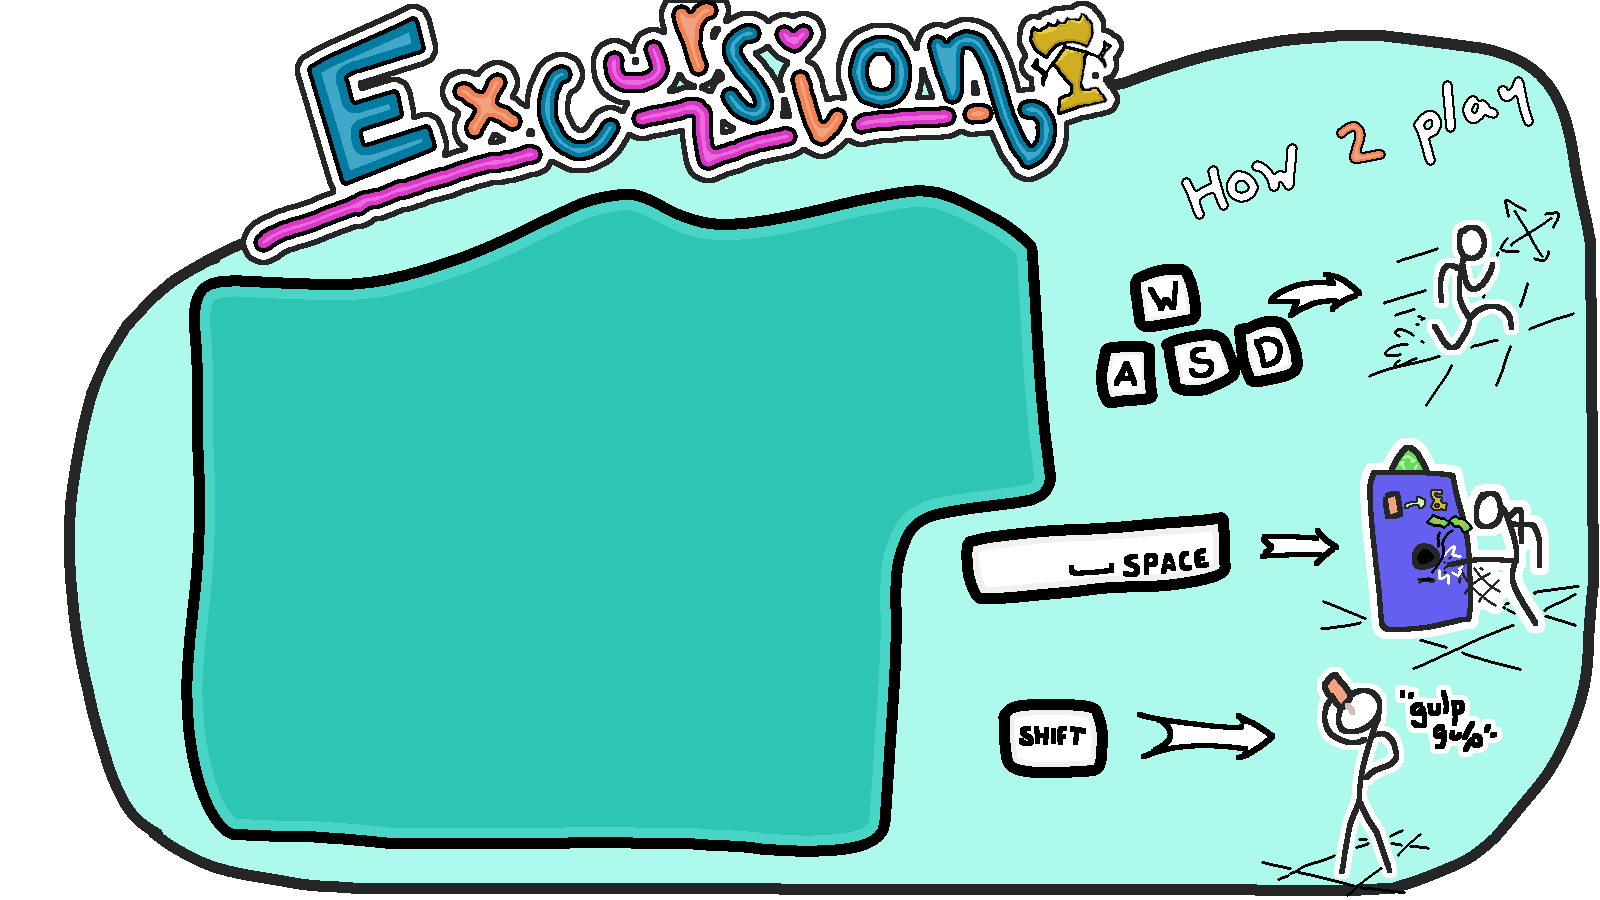 Excursion
How 2 play
W
A S D
SPACE
SHIFT
"gulp
gulp"